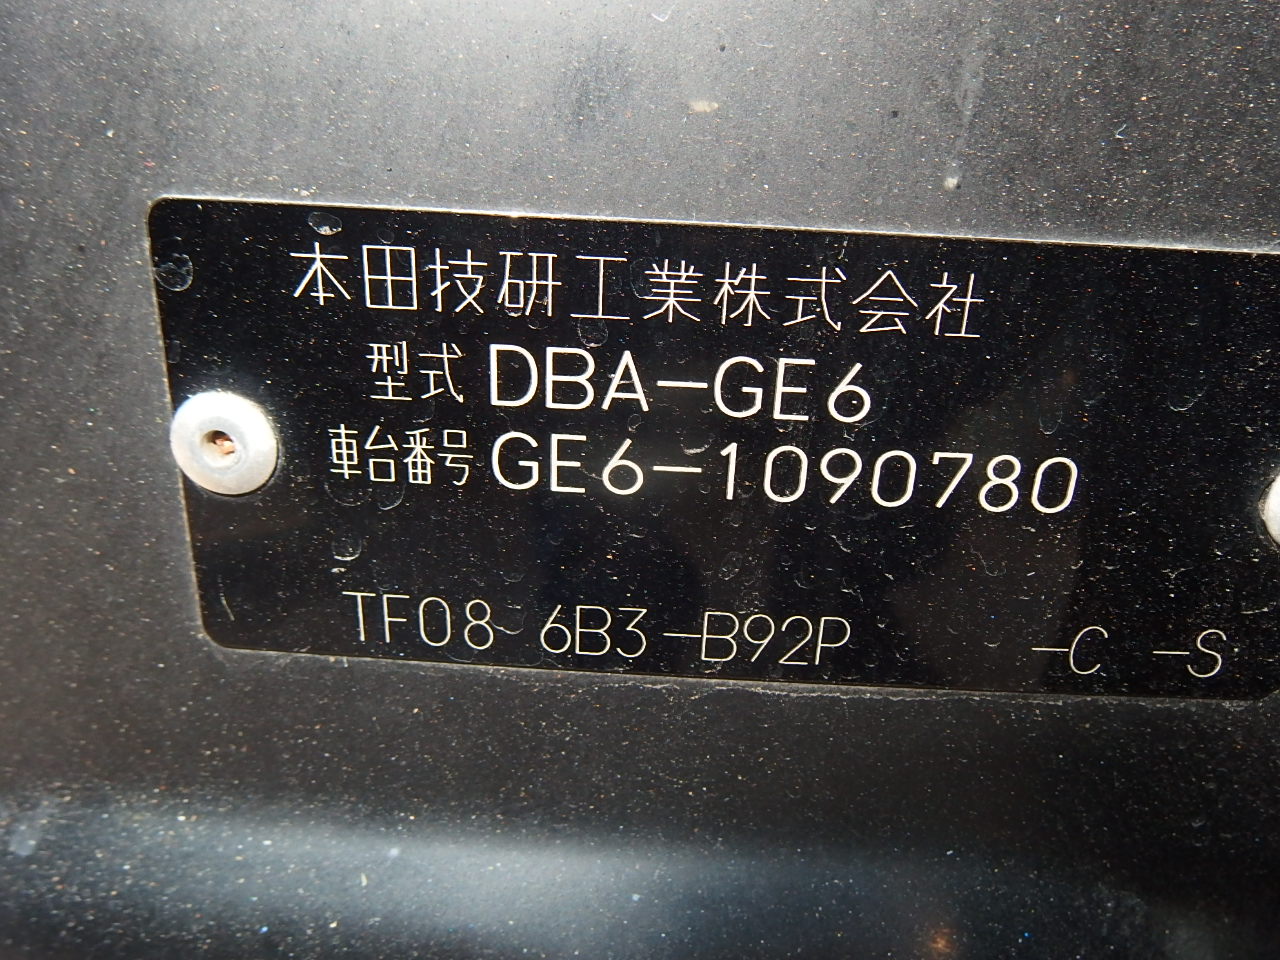 本田技研工業株式会社
型式 DBA-GE6
車台番号 GE6-1090780
TF08 6B3-B92P -C -S